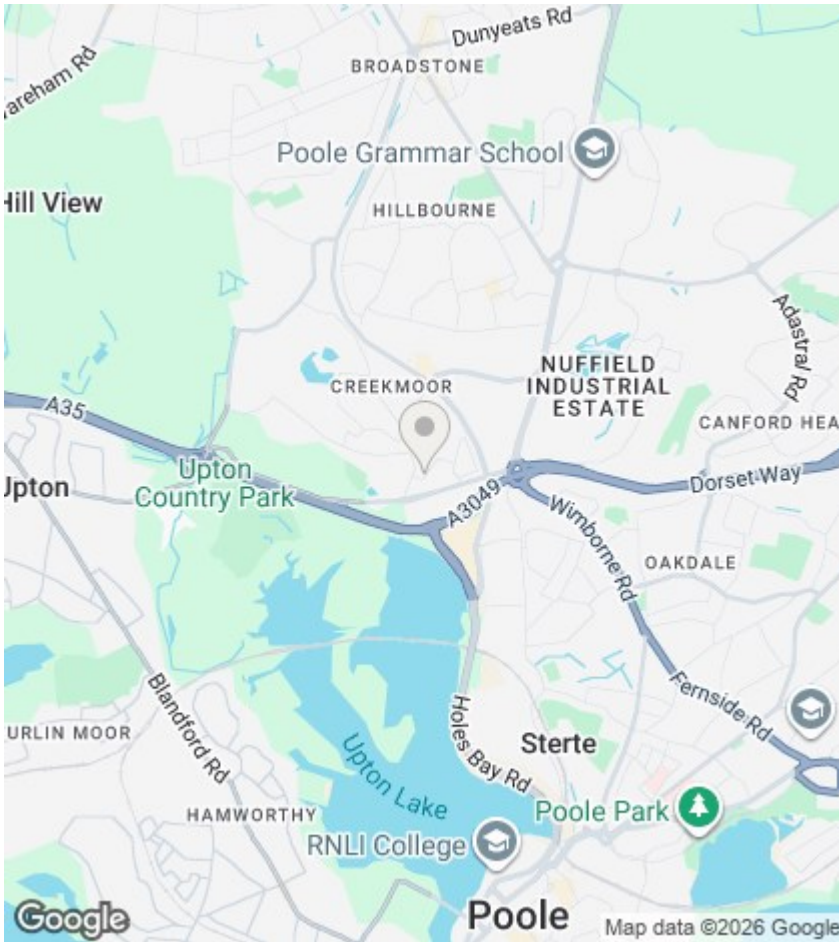 Dunyeats Rd
BROADSTONE
Wareham Rd
Poole Grammar School
Hill View
HILLBOURNE
Adastral Rd
NUFFIELD
INDUSTRIAL
ESTATE
CREEKMOOR
A35
CANFORD HEA
Upton
Country Park
Upton
A3049
Dorset Way
Wimborne Rd
OAKDALE
Blandford Rd
Holes Bay Rd
Fernside Rd
TURLIN MOOR
Sterte
Upton Lake
HAMWORTHY
Poole Park
RNLI College
Poole
Google
Map data ©2026 Google